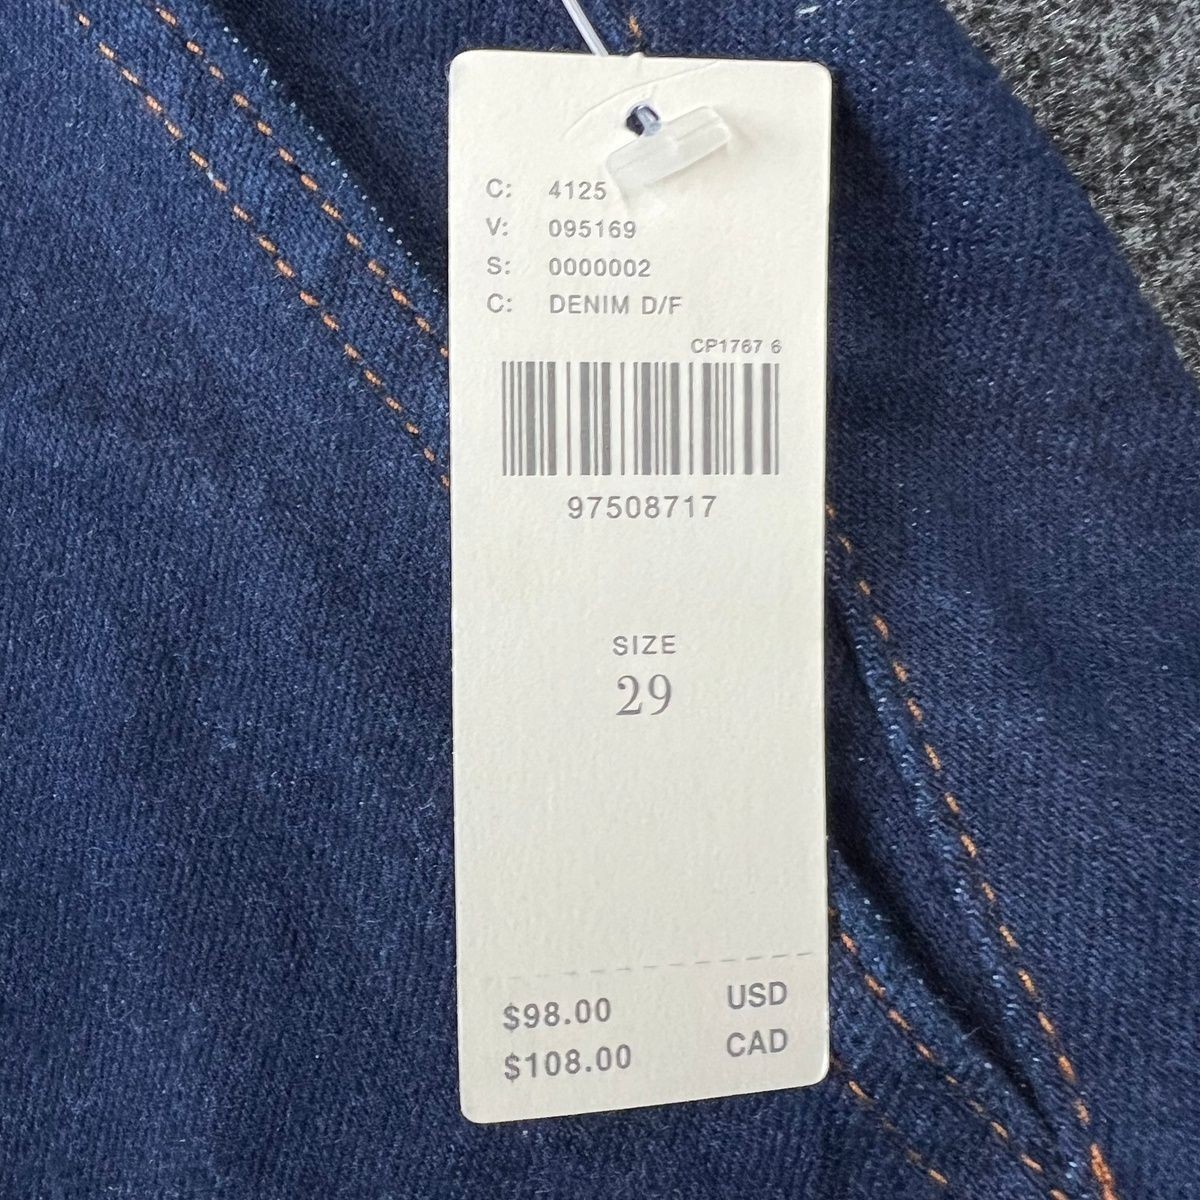 C: 4125
V: 095169
S: 0000002
C: DENIM D/F
CP1767 6
97508717
SIZE
29
$98.00 USD
$108.00 CAD